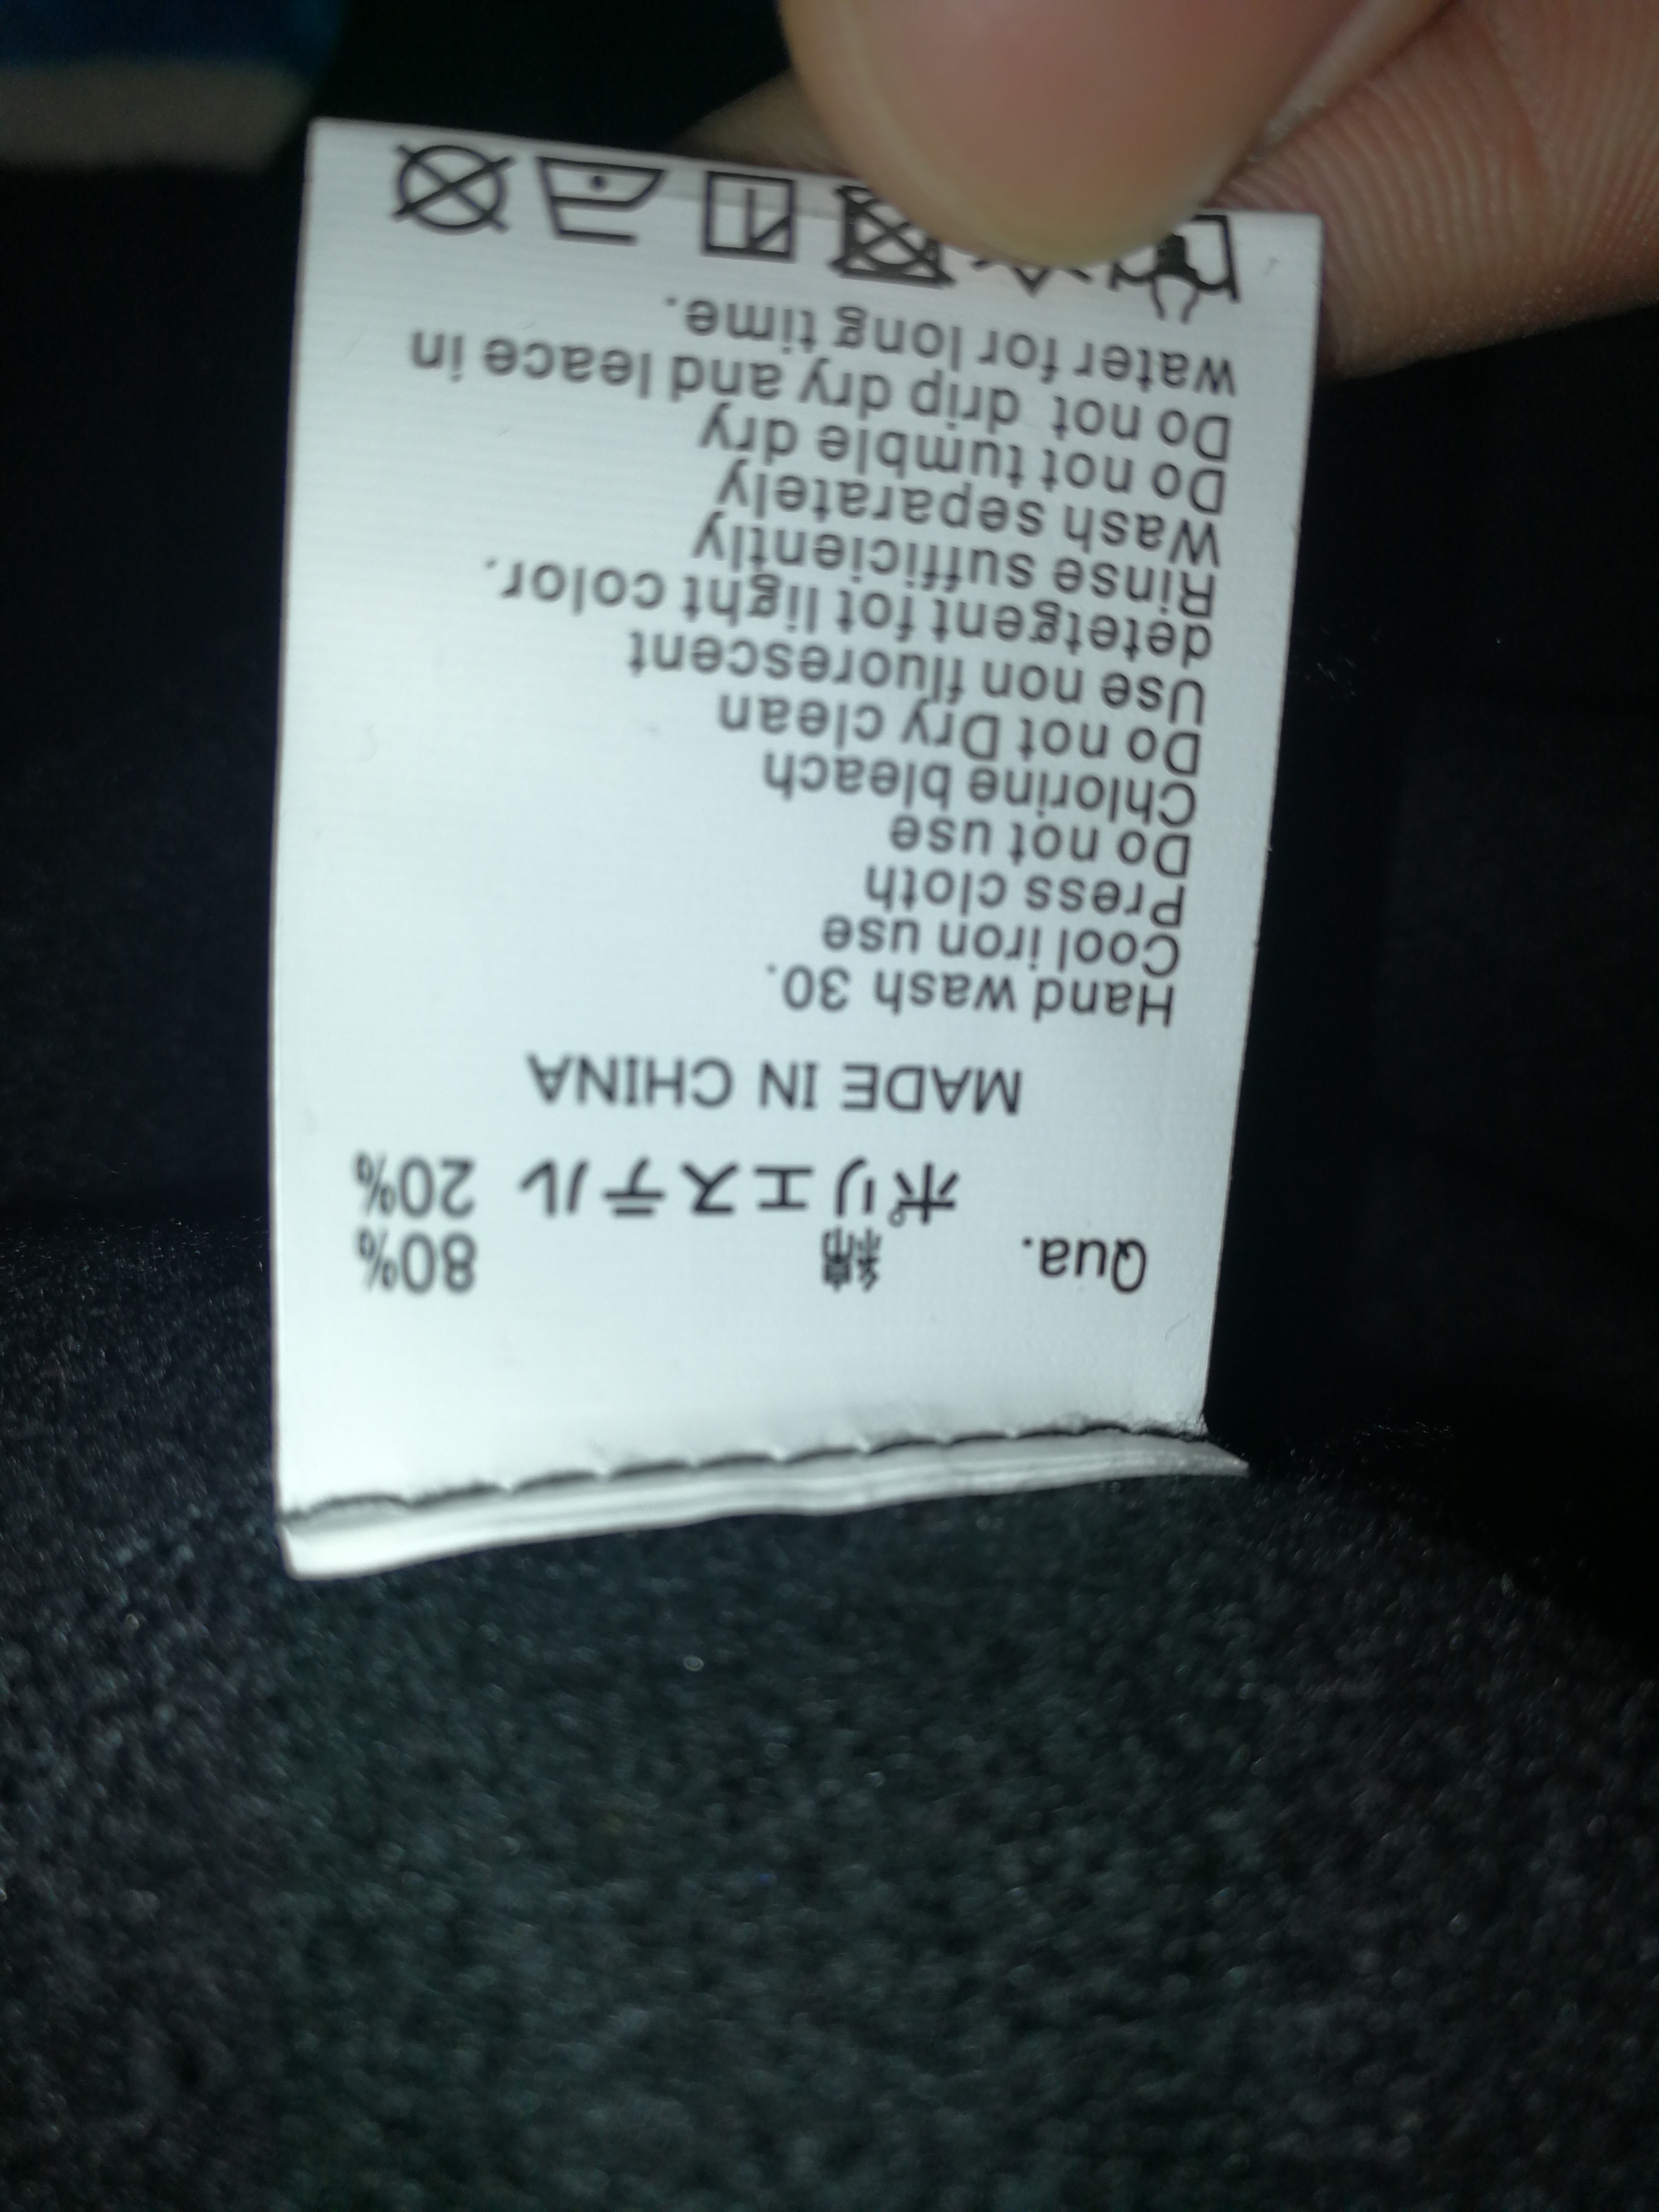 Qua. 綿 80%
ポリエステル 20%
MADE IN CHINA
Hand wash 30.
Cool iron use
Press cloth
Do not use
Chlorine bleach
Do not Dry clean
Use non fluorescent
detetgent fot light color.
Rinse sufficiently
Wash separately
Do not tumble dry
Do not drip dry and leace in
water for long time.